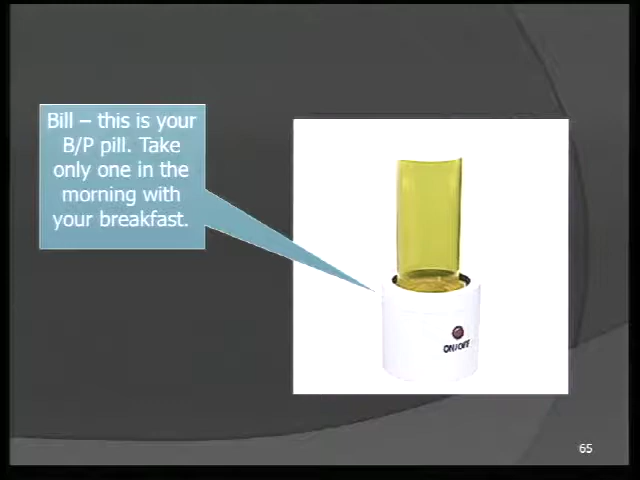 Bill – this is your
B/P pill. Take
only one in the
morning with
your breakfast.
ON/OFF
65